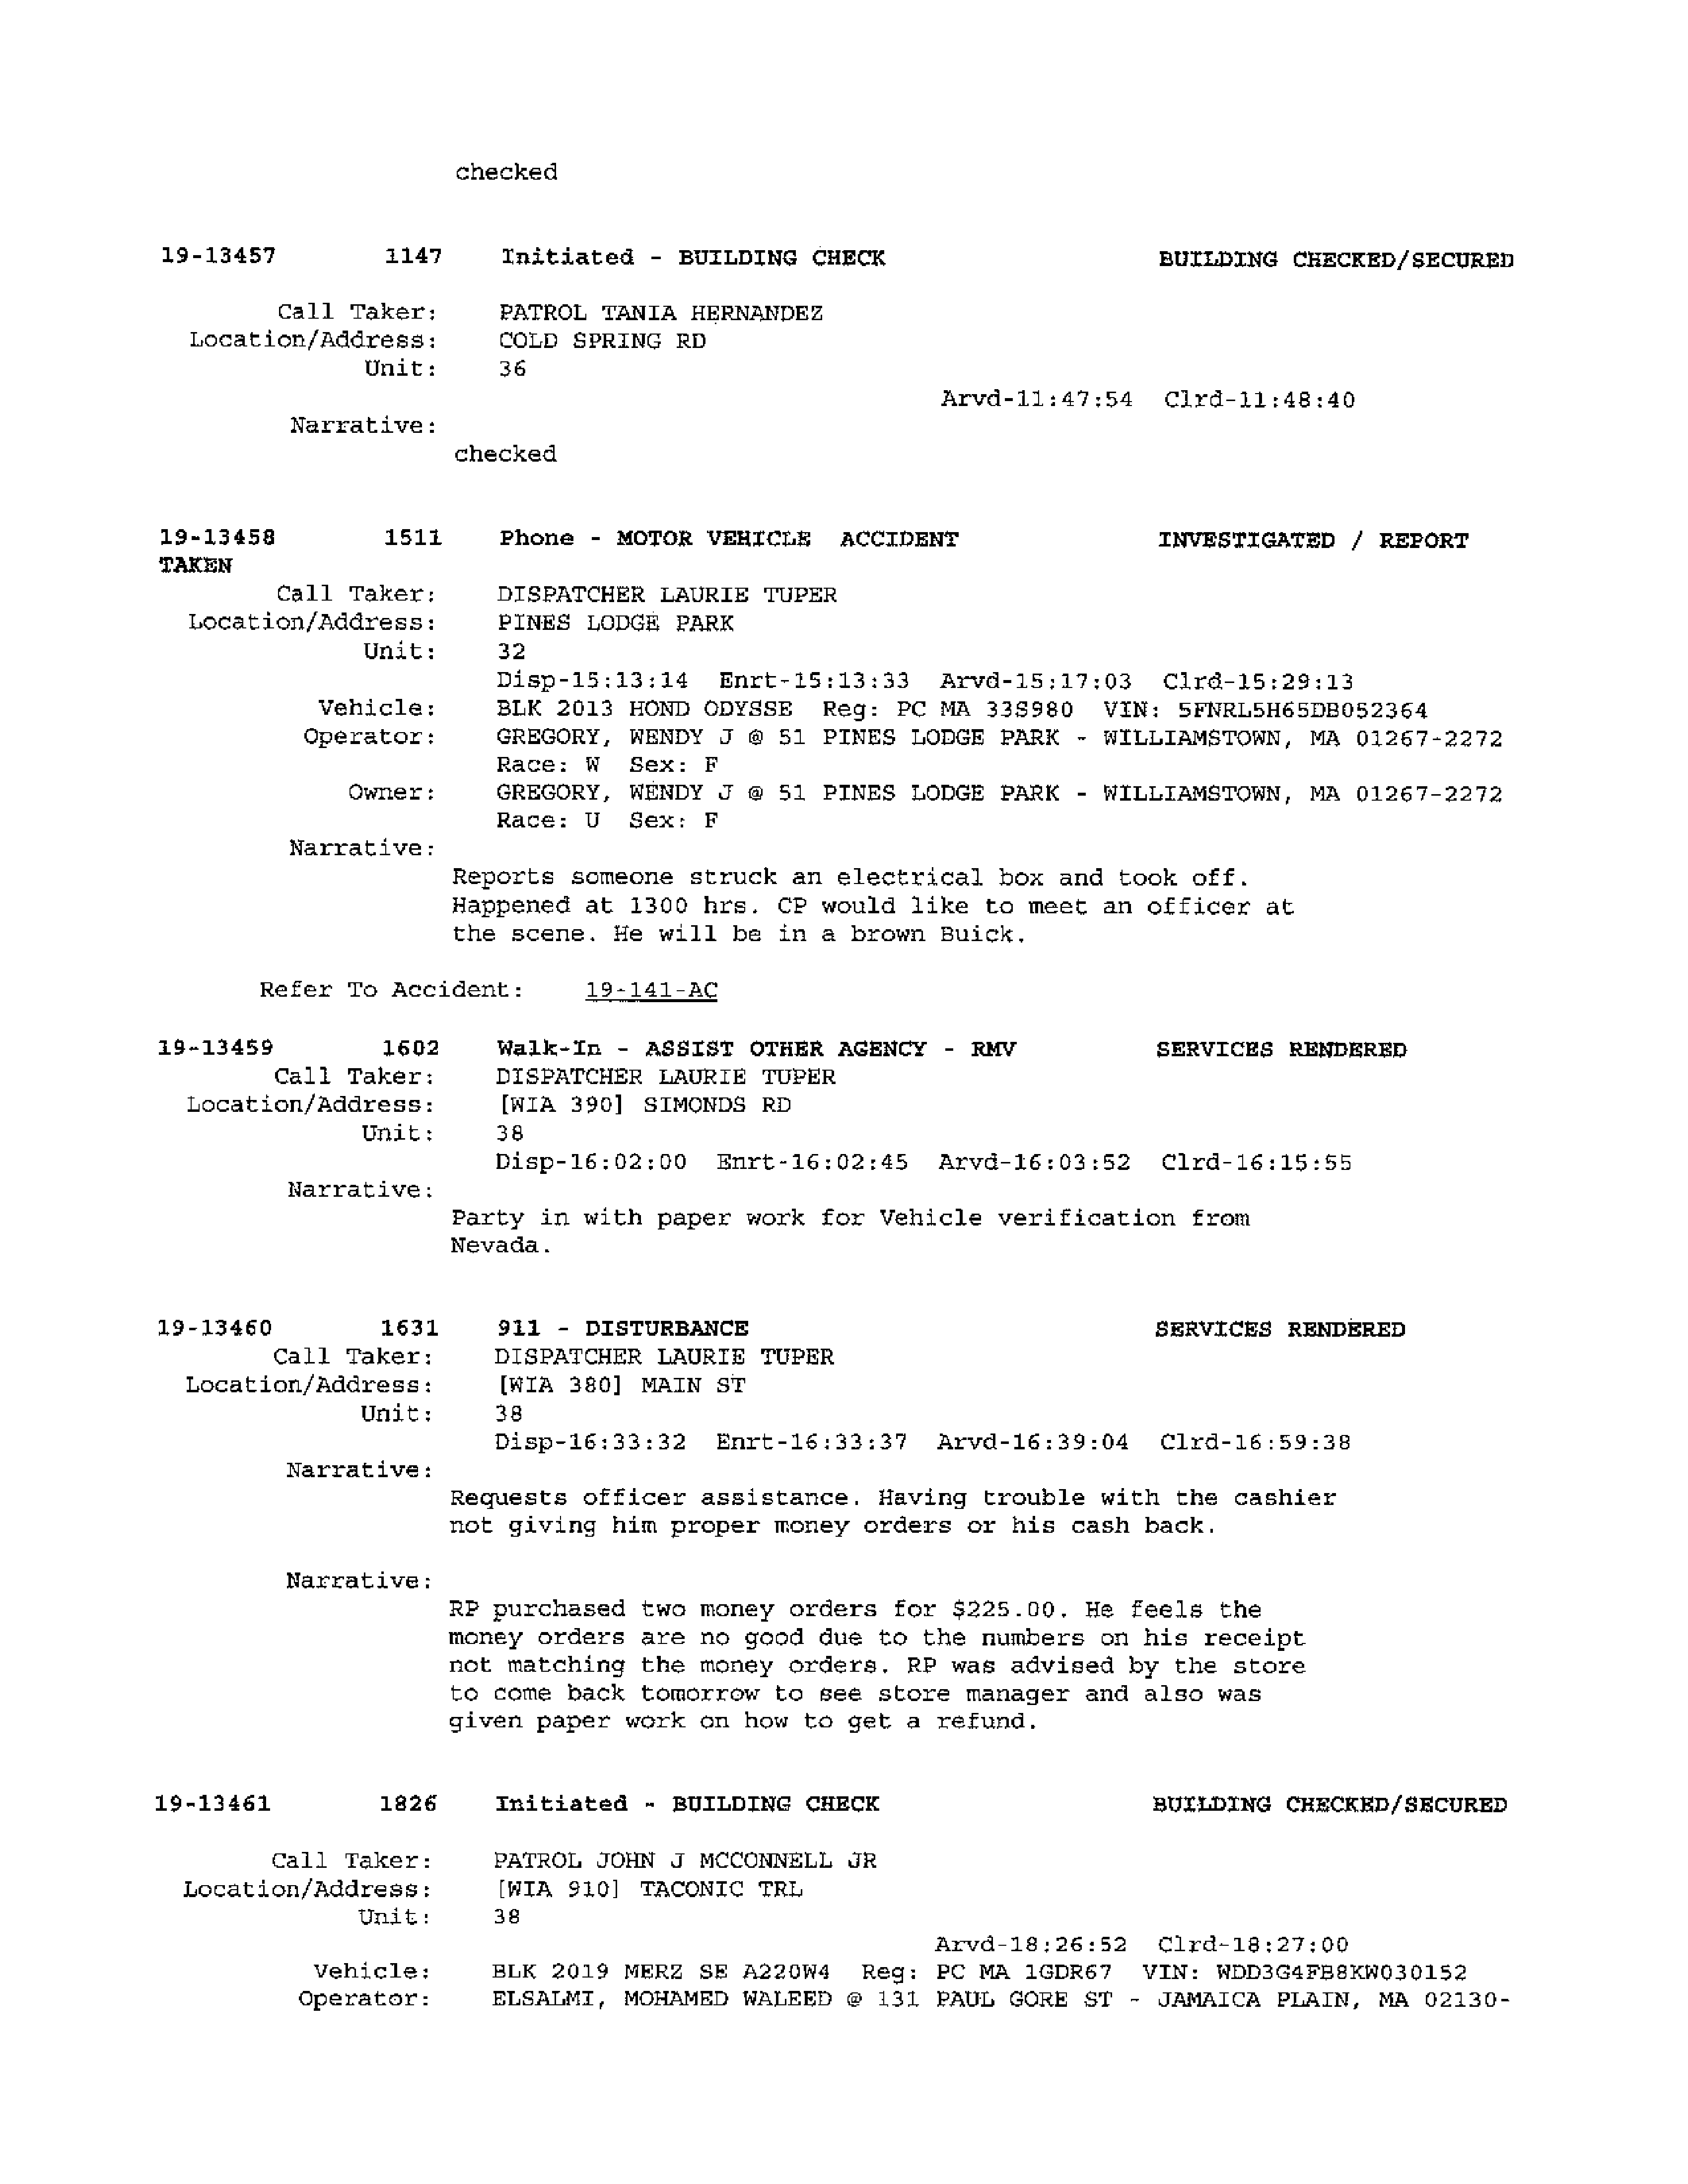 checked
19-13457 1147 Initiated - BUILDING CHECK BUILDING CHECKED/SECURED
Call Taker: PATROL TANIA HERNANDEZ
Location/Address: COLD SPRING RD
Unit: 36
Arvd-11:47:54 Clrd-11:48:40
Narrative:
checked
19-13458 1511 Phone - MOTOR VEHICLE ACCIDENT INVESTIGATED / REPORT
TAKEN
Call Taker: DISPATCHER LAURIE TUPER
Location/Address: PINES LODGE PARK
Unit: 32
Disp-15:13:14 Enrt-15:13:33 Arvd-15:17:03 Clrd-15:29:13
Vehicle: BLK 2013 HOND ODYSSE Reg: PC MA 33S980 VIN: 5FNRL5H65DB052364
Operator: GREGORY, WENDY J @ 51 PINES LODGE PARK - WILLIAMSTOWN, MA 01267-2272
Race: W Sex: F
Owner: GREGORY, WENDY J @ 51 PINES LODGE PARK - WILLIAMSTOWN, MA 01267-2272
Race: U Sex: F
Narrative:
Reports someone struck an electrical box and took off.
Happened at 1300 hrs. CP would like to meet an officer at
the scene. He will be in a brown Buick.
Refer To Accident: 19-141-AC
19-13459 1602 Walk-In - ASSIST OTHER AGENCY - RMV SERVICES RENDERED
Call Taker: DISPATCHER LAURIE TUPER
Location/Address: [WIA 390] SIMONDS RD
Unit: 38
Disp-16:02:00 Enrt-16:02:45 Arvd-16:03:52 Clrd-16:15:55
Narrative:
Party in with paper work for Vehicle verification from
Nevada.
19-13460 1631 911 - DISTURBANCE SERVICES RENDERED
Call Taker: DISPATCHER LAURIE TUPER
Location/Address: [WIA 380] MAIN ST
Unit: 38
Disp-16:33:32 Enrt-16:33:37 Arvd-16:39:04 Clrd-16:59:38
Narrative:
Requests officer assistance. Having trouble with the cashier
not giving him proper money orders or his cash back.
Narrative:
RP purchased two money orders for $225.00. He feels the
money orders are no good due to the numbers on his receipt
not matching the money orders. RP was advised by the store
to come back tomorrow to see store manager and also was
given paper work on how to get a refund.
19-13461 1826 Initiated - BUILDING CHECK BUILDING CHECKED/SECURED
Call Taker: PATROL JOHN J MCCONNELL JR
Location/Address: [WIA 910] TACONIC TRL
Unit: 38
Arvd-18:26:52 Clrd-18:27:00
Vehicle: BLK 2019 MERZ SE A220W4 Reg: PC MA 1GDR67 VIN: WDD3G4FB8KW030152
Operator: ELSALMI, MOHAMED WALEED @ 131 PAUL GORE ST - JAMAICA PLAIN, MA 02130-